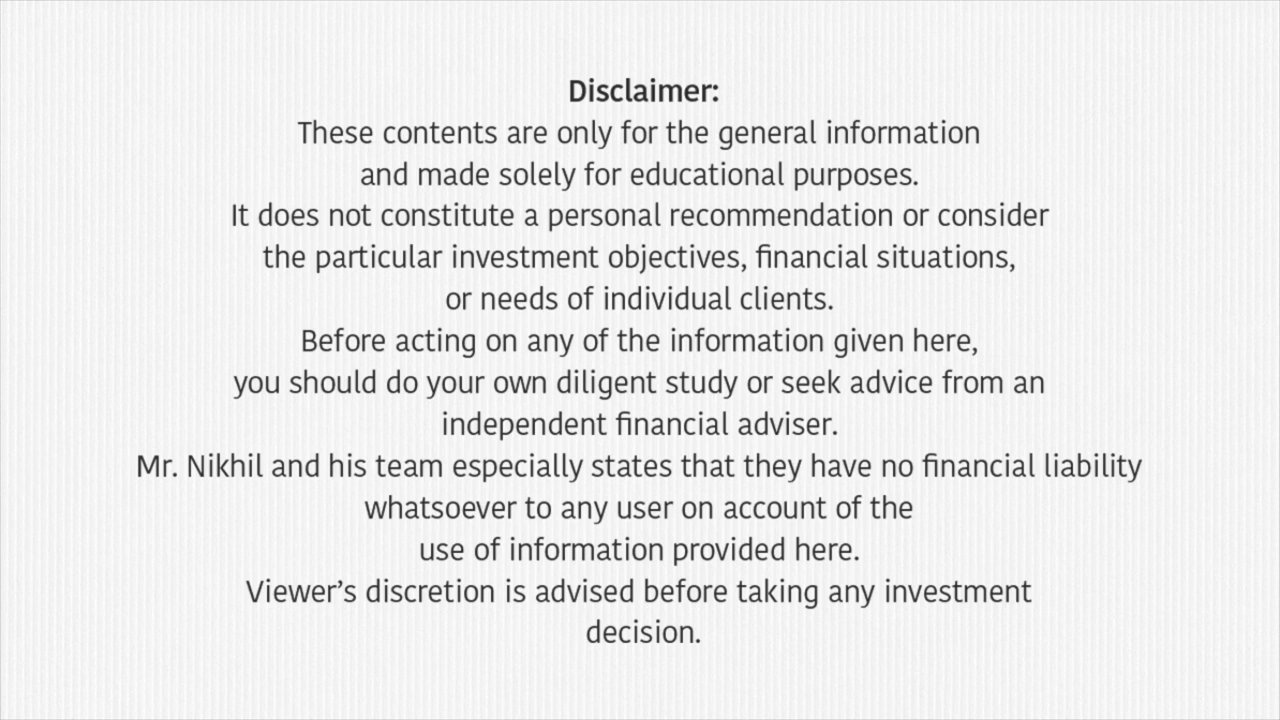 Disclaimer:
These contents are only for the general information
and made solely for educational purposes.
It does not constitute a personal recommendation or consider
the particular investment objectives, financial situations,
or needs of individual clients.
Before acting on any of the information given here,
you should do your own diligent study or seek advice from an
independent financial adviser.
Mr. Nikhil and his team especially states that they have no financial liability
whatsoever to any user on account of the
use of information provided here.
Viewer’s discretion is advised before taking any investment
decision.